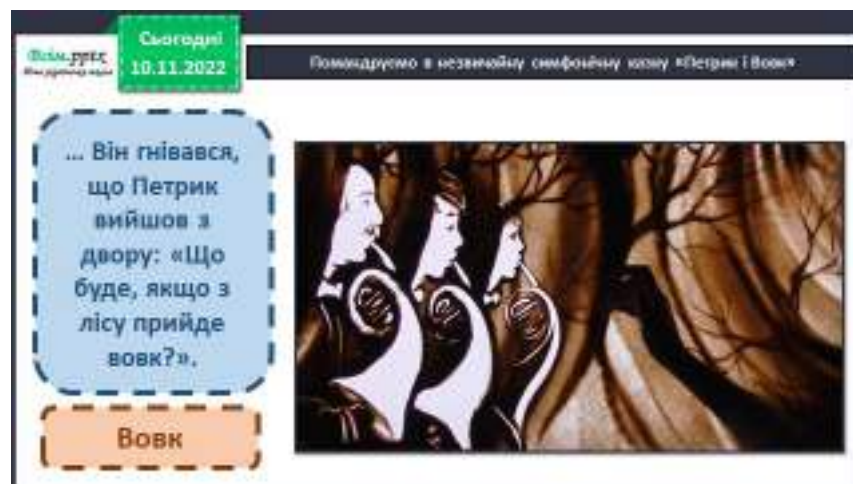 Сьогодні
10.11.2022
Помандруємо в незвичайну симфонічну казку «Петрик і Вовк»
... Він гнівався,
що Петрик
вийшов з
двору: «Що
буде, якщо з
лісу прийде
вовк?».
Вовк